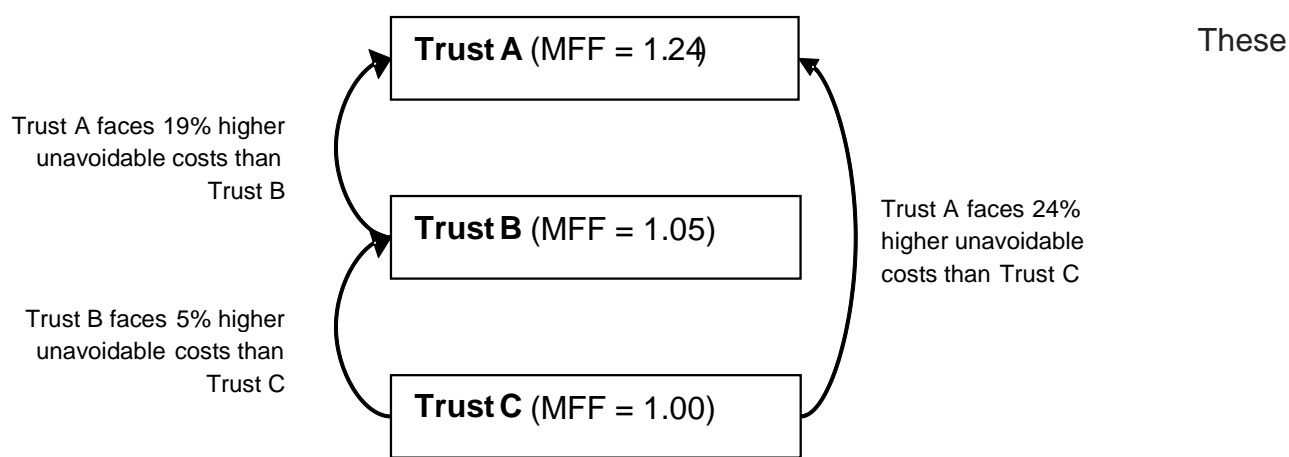 Trust A (MFF = 1.24)
These
Trust A faces 19% higher
unavoidable costs than
Trust B
Trust B (MFF = 1.05)
Trust A faces 24%
higher unavoidable
costs than Trust C
Trust B faces 5% higher
unavoidable costs than
Trust C
Trust C (MFF = 1.00)